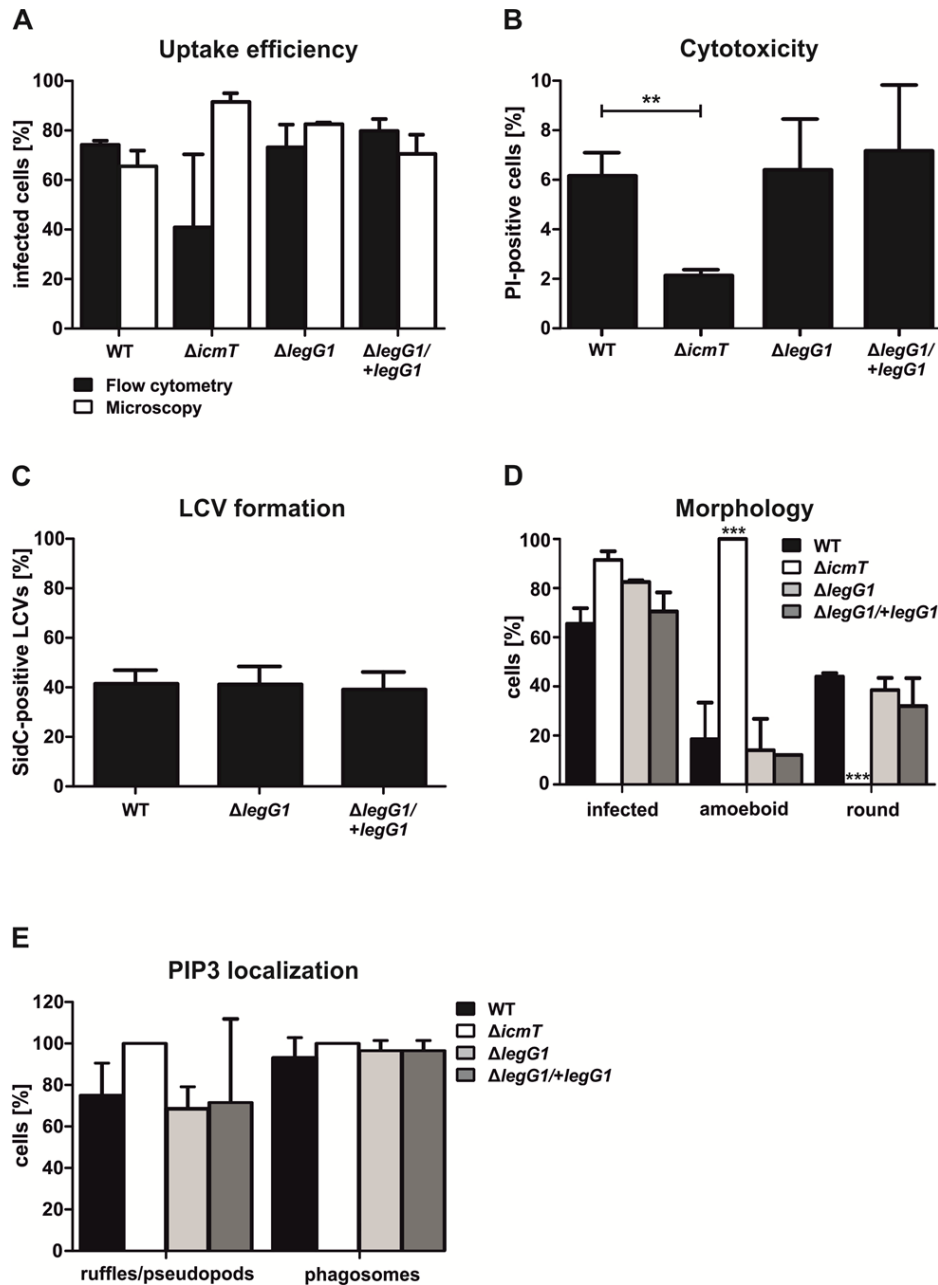 A
Uptake efficiency
infected cells [%]
100
80
60
40
20
0
WT
ΔicmT
ΔlegG1
ΔlegG1/
+legG1
Flow cytometry
Microscopy
B
Cytotoxicity
PI-positive cells [%]
10
8
6
4
2
0
**
WT
ΔicmT
ΔlegG1
ΔlegG1/
+legG1
C
LCV formation
SidC-positive LCVs [%]
100
80
60
40
20
0
WT
ΔlegG1
ΔlegG1/
+legG1
D
Morphology
cells [%]
100
80
60
40
20
0
***
***
WT
ΔicmT
ΔlegG1
ΔlegG1/+legG1
infected
amoeboid
round
E
PIP3 localization
cells [%]
120
100
80
60
40
20
0
WT
ΔicmT
ΔlegG1
ΔlegG1/+legG1
ruffles/pseudopods
phagosomes